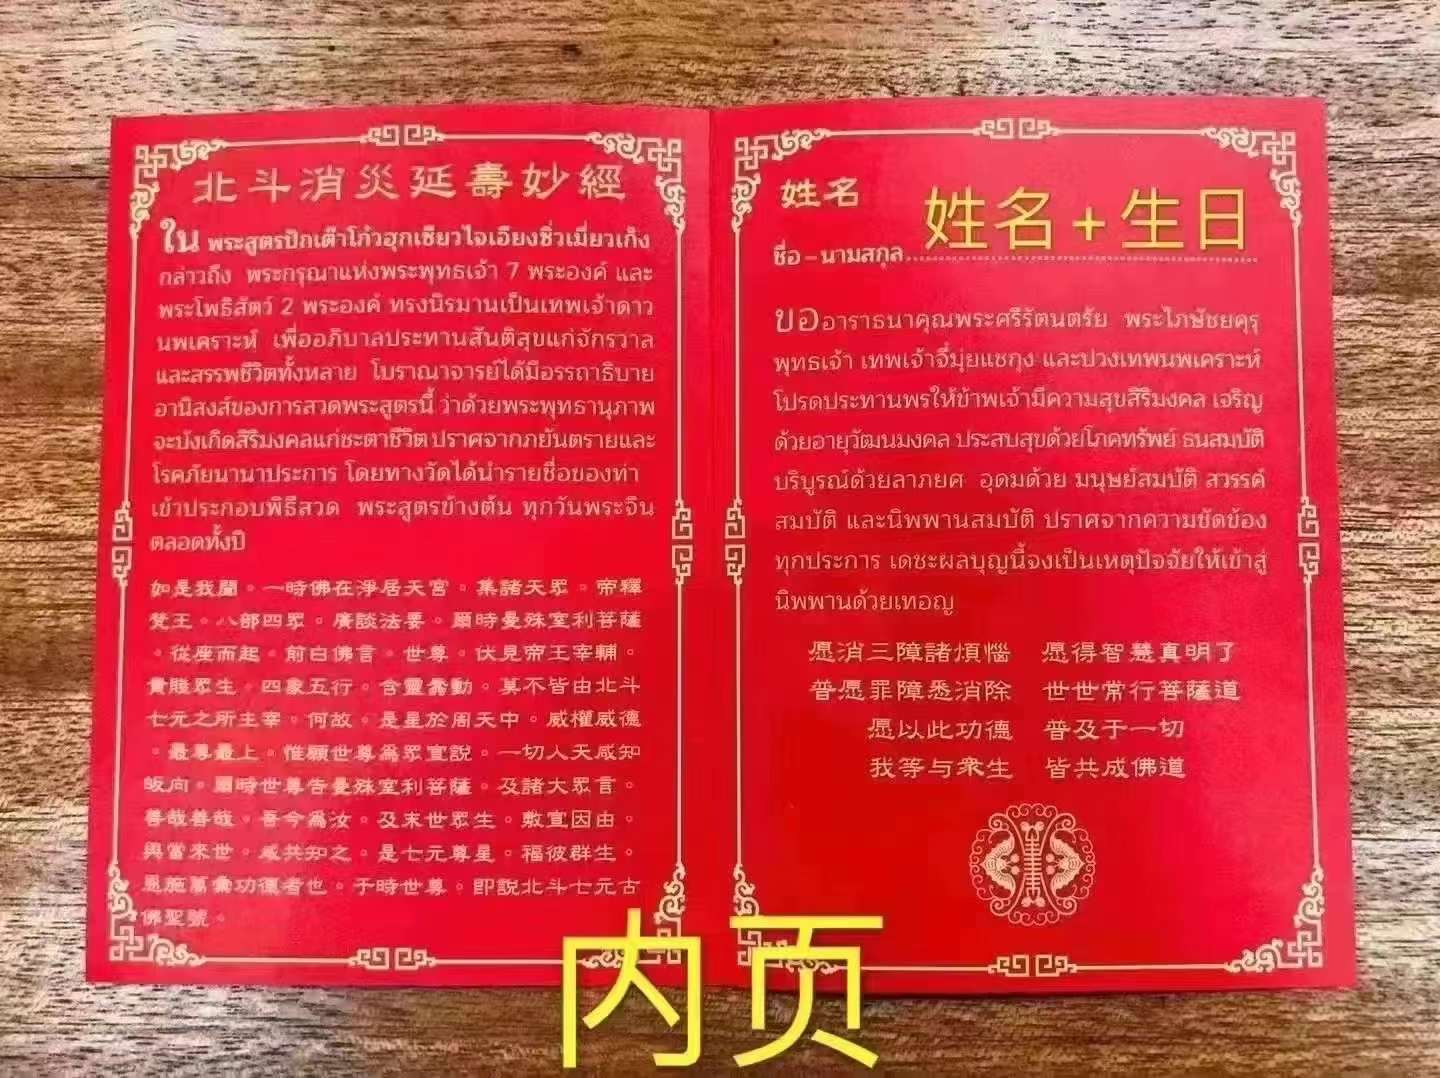 北斗消災延壽妙經
ใน พระสูตรปักเต้าโก๋วฮุกเซียวไจเอียงซิ่วเมี่ยวเก็ง
กล่าวถึง พระกรุณาแห่งพระพุทธเจ้า 7 พระองค์ และ
พระโพธิสัตว์ 2 พระองค์ ทรงนิรมานเป็นเทพเจ้าดาว
นพเคราะห์ เพื่ออภิบาลประทานสันติสุขแก่จักรวาล
และสรรพชีวิตทั้งหลาย โบราณาจารย์ได้มีอรรถาธิบาย
อานิสงส์ของการสวดพระสูตรนี้ ว่าด้วยพระพุทธานุภาพ
จะบังเกิดสิริมงคลแก่ชะตาชีวิต ปราศจากภยันตรายและ
โรคภัยนานาประการ โดยทางวัดได้นำรายชื่อของท่า
เข้าประกอบพิธีสวด พระสูตรข้างต้น ทุกวันพระจีน
ตลอดทั้งปี
如是我聞。一時佛在淨居天宮。集諸天眾。帝釋
梵王。八部四眾。廣談法要。爾時曼殊室利菩薩
。從座而起。前白佛言。世尊。伏見帝王宰輔。
貴賤眾生。四象五行。含靈蠢動。莫不皆由北斗
七元之所主宰。何故。是星於周天中。威權威德
。最尊最上。惟願世尊為眾宣說。一切人天咸知
皈向。爾時世尊告曼殊室利菩薩。及諸大眾言。
善哉善哉。吾今為汝。及末世眾生。敷宣因由。
與當來世。咸共知之。是七元尊星。福彼群生。
恩施萬彙功德者也。于時世尊。即說北斗七元古
佛聖號。
姓名
姓名+生日
ชื่อ – นามสกุล
ขออาราธนาคุณพระศรีรัตนตรัย พระไภษัชยคุรุ
พุทธเจ้า เทพเจ้าจี๋มุ่ยแชกุง และปวงเทพนพเคราะห์
โปรดประทานพรให้ข้าพเจ้ามีความสุขสิริมงคล เจริญ
ด้วยอายุวัฒนมงคล ประสบสุขด้วยโภคทรัพย์ ธนสมบัติ
บริบูรณ์ด้วยลาภยศ อุดมด้วย มนุษย์สมบัติ สวรรค์
สมบัติ และนิพพานสมบัติ ปราศจากความขัดข้อง
ทุกประการ เดชะผลบุญนี้จงเป็นเหตุปัจจัยให้เข้าสู่
นิพพานด้วยเทอญ
愿消三障諸煩惱 愿得智慧真明了
普愿罪障悉消除 世世常行菩薩道
愿以此功德 普及于一切
我等与衆生 皆共成佛道
内页